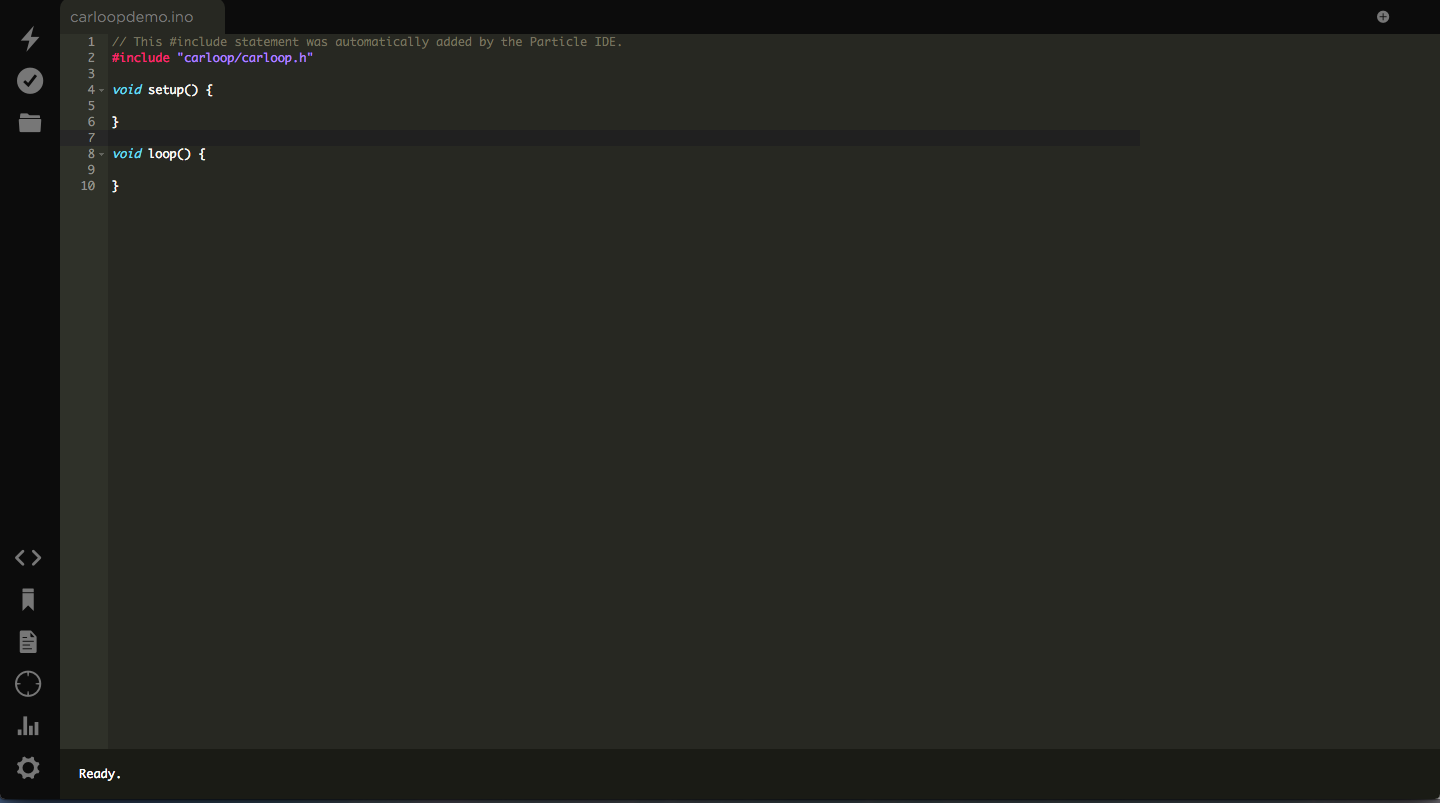 carloopdemo.ino
1 // This #include statement was automatically added by the Particle IDE.
2 #include "carloop/carloop.h"
3
4 void setup() {
5
6 }
7
8 void loop() {
9
10 }
Ready.